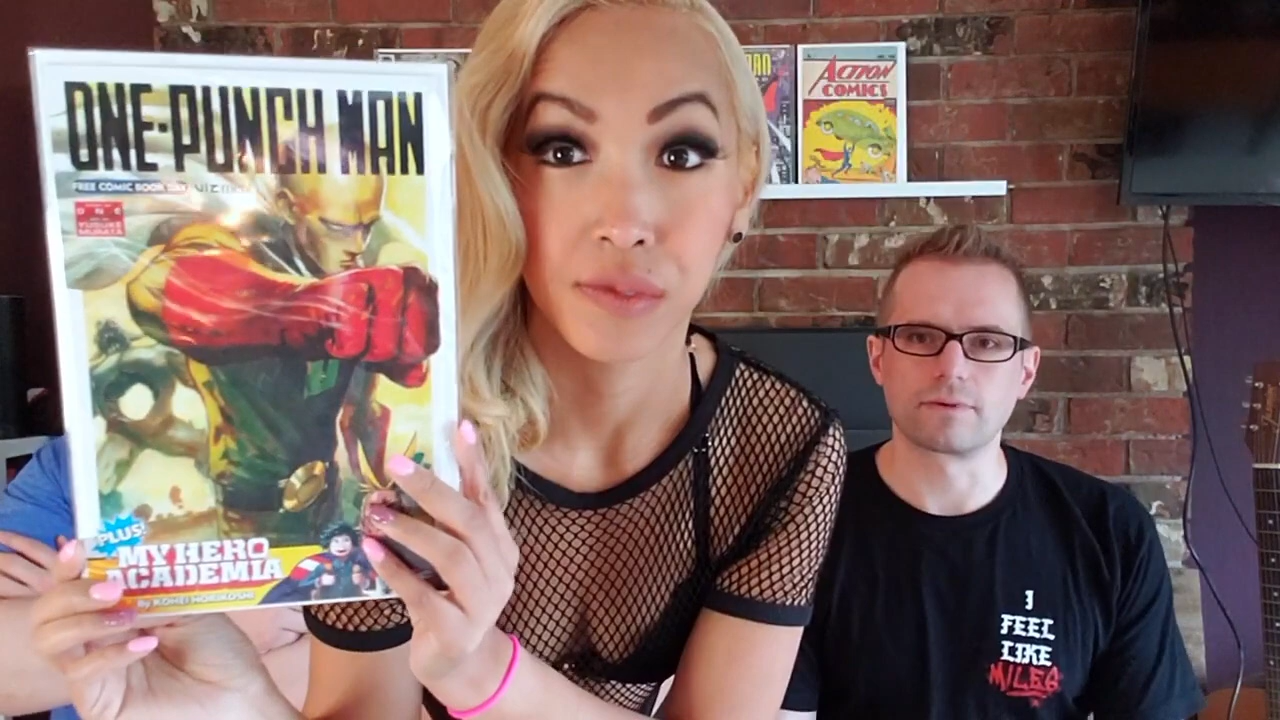 ONE-PUNCH MAN
FREE COMIC BOOK DAY VIZ
ONE
YUSUKE
MURATA
PLUS!
MY HERO
ACADEMIA
By KOHEI HORIKOSHI
MAN
ACTION
COMICS
I
FEEL
LIKE
MILES